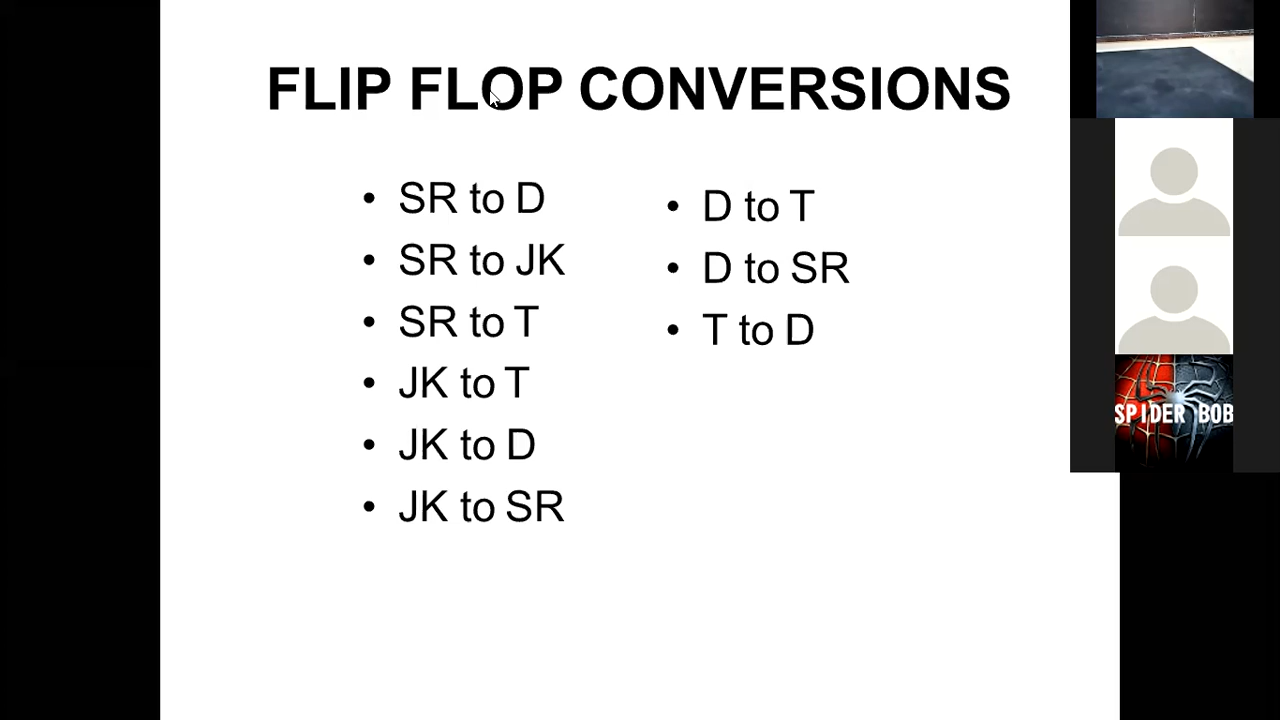 FLIP FLOP CONVERSIONS
• SR to D
• SR to JK
• SR to T
• JK to T
• JK to D
• JK to SR
• D to T
• D to SR
• T to D
SPIDER BOB